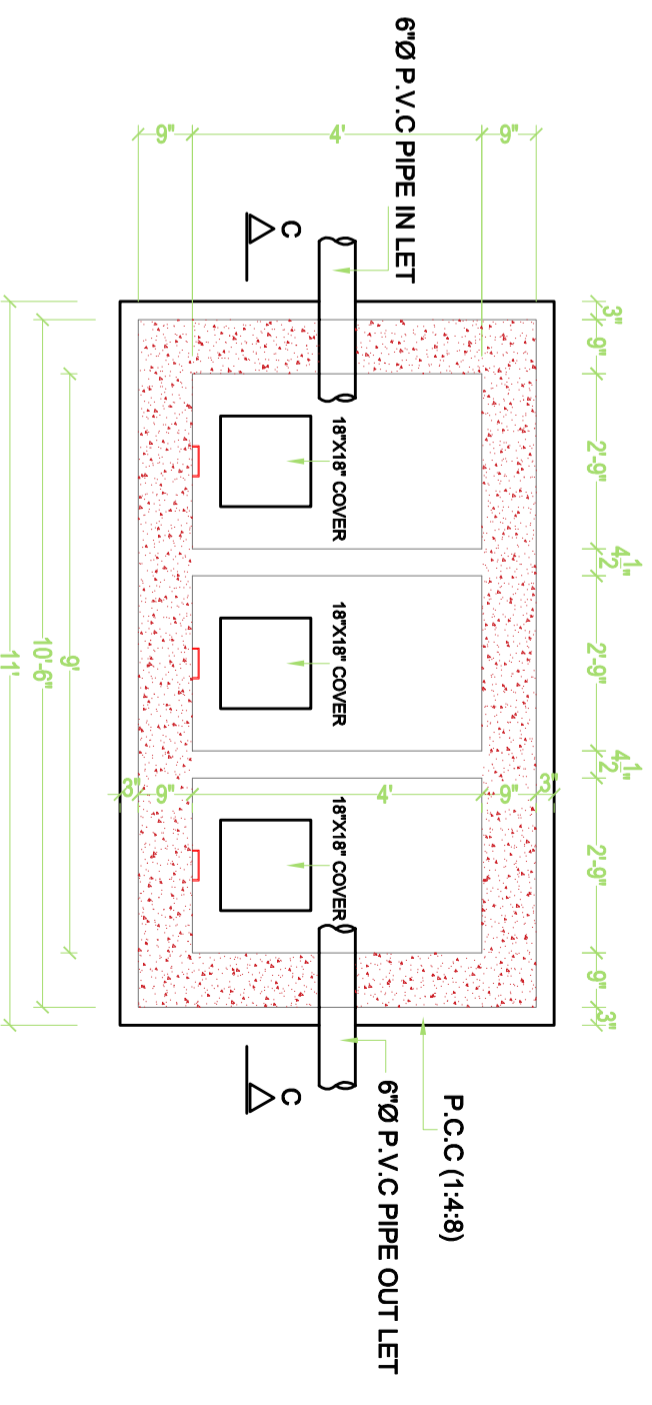 3" 9" 2'-9" 4½" 2'-9" 4½" 2'-9" 9" 3"
3"
9"
9"
P.C.C (1:4:8)
6"Ø P.V.C PIPE IN LET
6"Ø P.V.C PIPE OUT LET
4'
4'
18"X18" COVER
18"X18" COVER
18"X18" COVER
C
C
9"
9"
3"
9'
10'-6"
11'